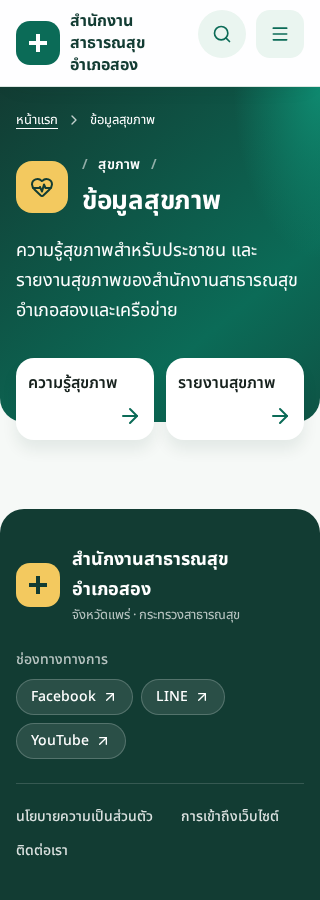 สำนักงาน
สาธารณสุข
อำเภอสอง
หน้าแรก
ข้อมูลสุขภาพ
/ สุขภาพ /
ข้อมูลสุขภาพ
ความรู้สุขภาพสำหรับประชาชน และ
รายงานสุขภาพของสำนักงานสาธารณสุข
อำเภอสองและเครือข่าย
ความรู้สุขภาพ
รายงานสุขภาพ
สำนักงานสาธารณสุข
อำเภอสอง
จังหวัดแพร่ · กระทรวงสาธารณสุข
ช่องทางทางการ
Facebook
LINE
YouTube
นโยบายความเป็นส่วนตัว
การเข้าถึงเว็บไซต์
ติดต่อเรา